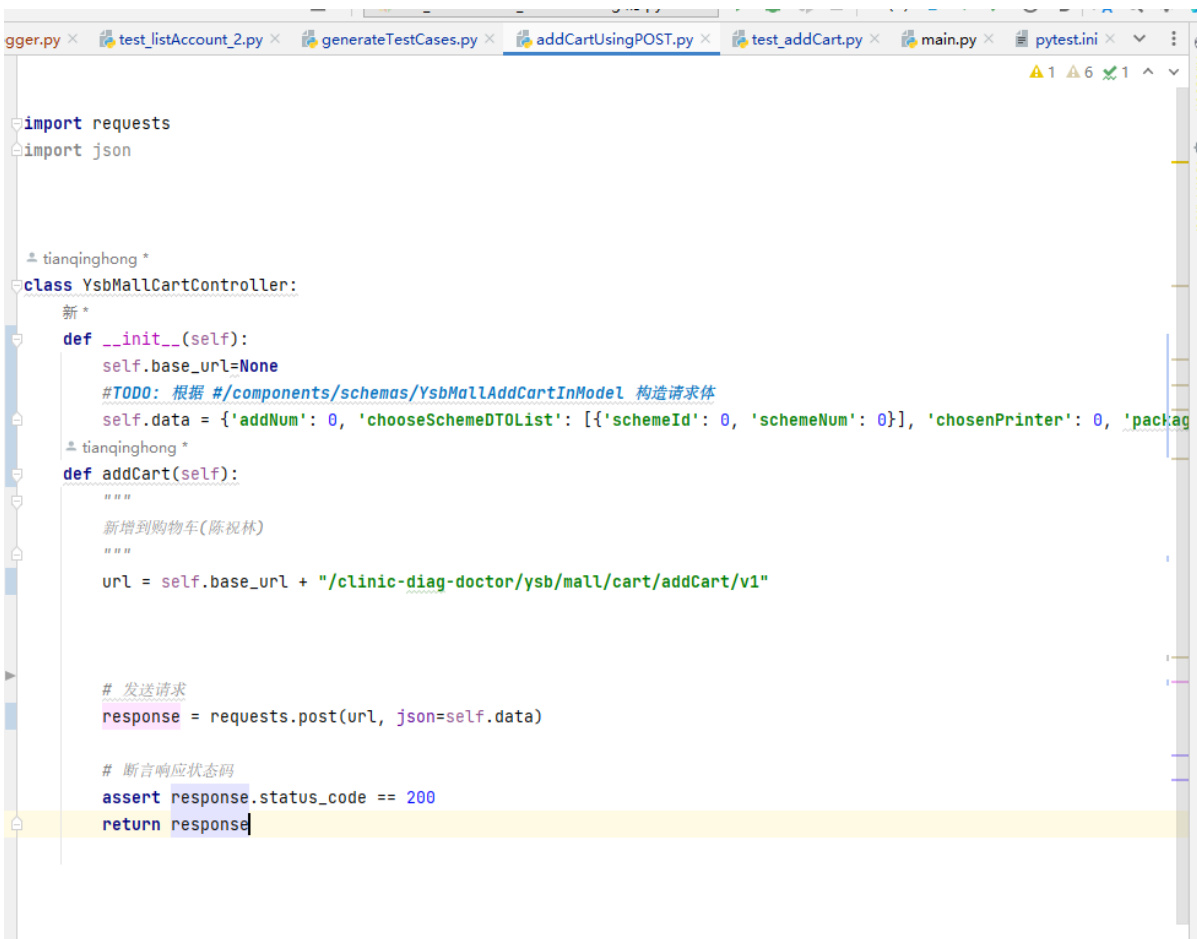 gger.py test_listAccount_2.py generateTestCases.py addCartUsingPOST.py test_addCart.py main.py pytest.ini
1 6 1
import requests
import json
tianqinghong *
class YsbMallCartController:
新 *
def __init__(self):
self.base_url=None
#TODO: 根据 #/components/schemas/YsbMallAddCartInModel 构造请求体
self.data = {'addNum': 0, 'chooseSchemeDTOList': [{'schemeId': 0, 'schemeNum': 0}], 'chosenPrinter': 0, 'packag
tianqinghong *
def addCart(self):
"""
新增到购物车(陈祝林)
"""
url = self.base_url + "/clinic-diag-doctor/ysb/mall/cart/addCart/v1"
# 发送请求
response = requests.post(url, json=self.data)
# 断言响应状态码
assert response.status_code == 200
return response